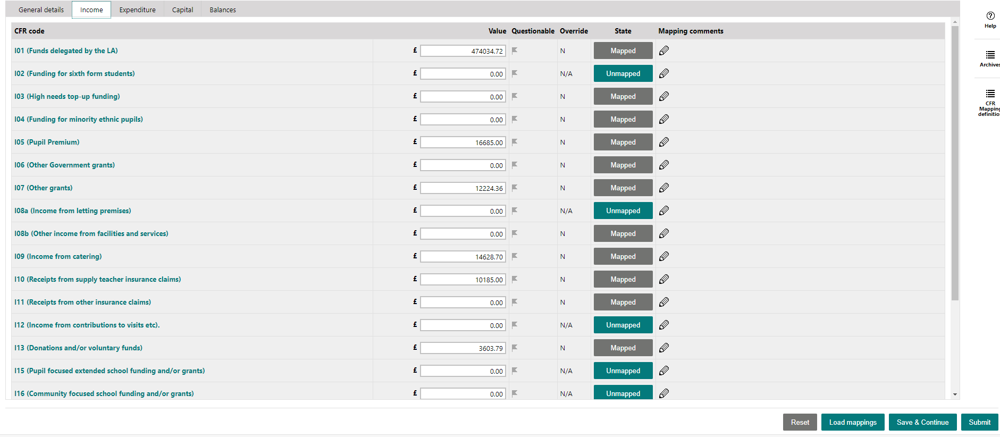 General details Income Expenditure Capital Balances
CFR code Value Questionable Override State Mapping comments
I01 (Funds delegated by the LA) £ 474034.72 N Mapped
I02 (Funding for sixth form students) £ 0.00 N/A Unmapped
I03 (High needs top-up funding) £ 0.00 N Mapped
I04 (Funding for minority ethnic pupils) £ 0.00 N Mapped
I05 (Pupil Premium) £ 16685.00 N Mapped
I06 (Other Government grants) £ 0.00 N Mapped
I07 (Other grants) £ 12224.36 N Mapped
I08a (Income from letting premises) £ 0.00 N/A Unmapped
I08b (Other income from facilities and services) £ 0.00 N Mapped
I09 (Income from catering) £ 14628.70 N Mapped
I10 (Receipts from supply teacher insurance claims) £ 10185.00 N Mapped
I11 (Receipts from other insurance claims) £ 0.00 N Mapped
I12 (Income from contributions to visits etc). £ 0.00 N/A Unmapped
I13 (Donations and/or voluntary funds) £ 3603.79 N Mapped
I15 (Pupil focused extended school funding and/or grants) £ 0.00 N/A Unmapped
I16 (Community focused school funding and/or grants) £ 0.00 N/A Unmapped
Reset Load mappings Save & Continue Submit
Help
Archives
CFR
Mapping
definitio